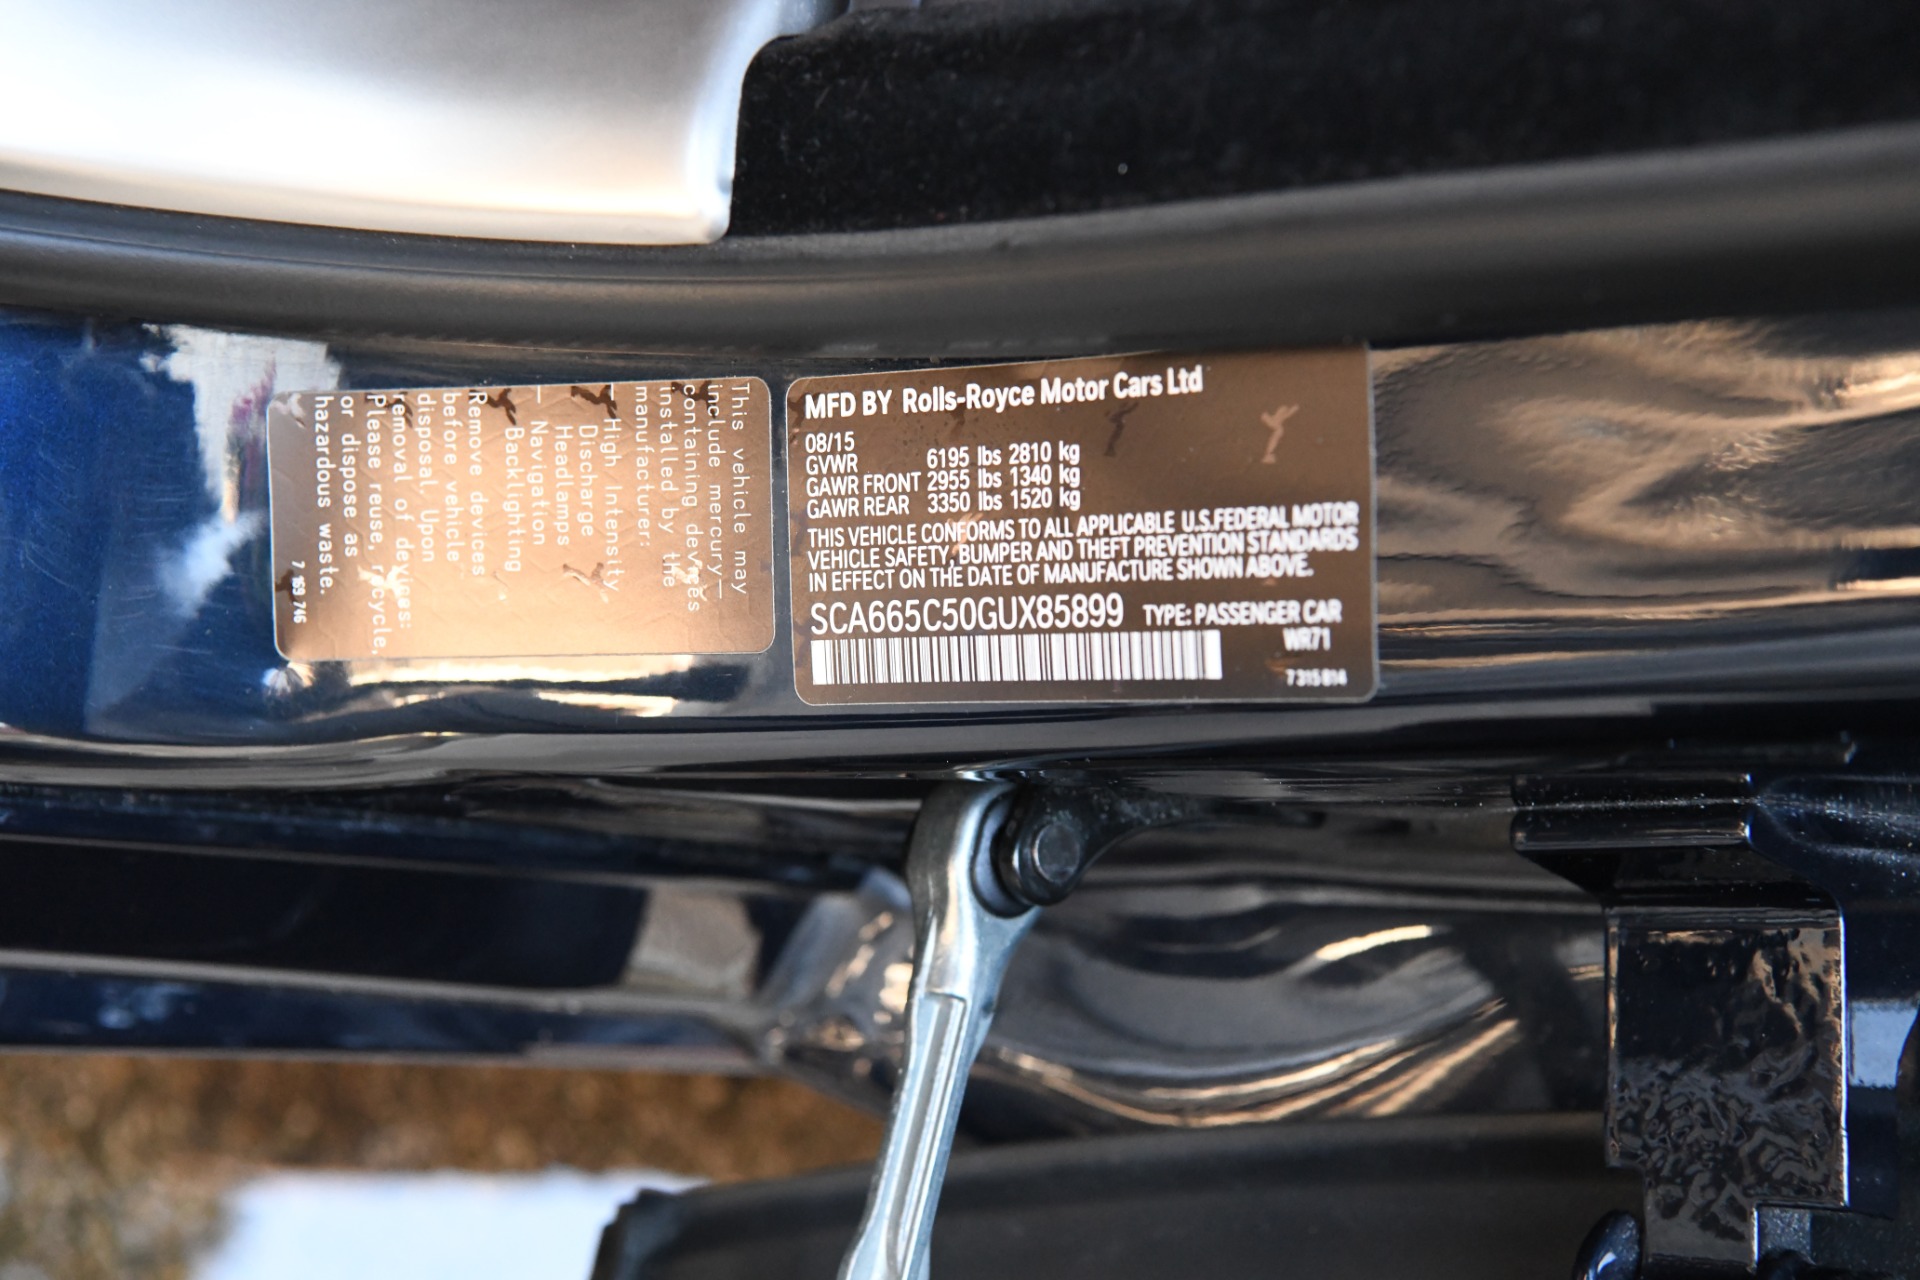 This vehicle may
include mercury—
containing devices
installed by the
manufacturer:
— High Intensity
Discharge
Headlamps
— Navigation
Backlighting
Remove devices
before vehicle
disposal. Upon
removal of devices:
Please reuse, recycle,
or dispose as
hazardous waste.
7 159 746
MFD BY Rolls-Royce Motor Cars Ltd
08/15
GVWR 6195 lbs 2810 kg
GAWR FRONT 2955 lbs 1340 kg
GAWR REAR 3350 lbs 1520 kg
THIS VEHICLE CONFORMS TO ALL APPLICABLE U.S.FEDERAL MOTOR
VEHICLE SAFETY, BUMPER AND THEFT PREVENTION STANDARDS
IN EFFECT ON THE DATE OF MANUFACTURE SHOWN ABOVE.
SCA665C50GUX85899 TYPE: PASSENGER CAR
WR71
7 315 814